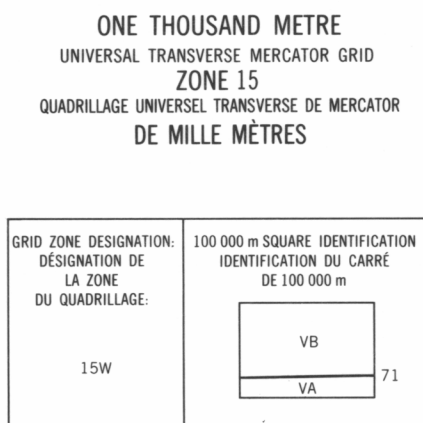 ONE THOUSAND METRE
UNIVERSAL TRANSVERSE MERCATOR GRID
ZONE 15
QUADRILLAGE UNIVERSEL TRANSVERSE DE MERCATOR
DE MILLE MÈTRES
GRID ZONE DESIGNATION:
DÉSIGNATION DE
LA ZONE
DU QUADRILLAGE:
15W
100 000 m SQUARE IDENTIFICATION
IDENTIFICATION DU CARRÉ
DE 100 000 m
VB
71
VA